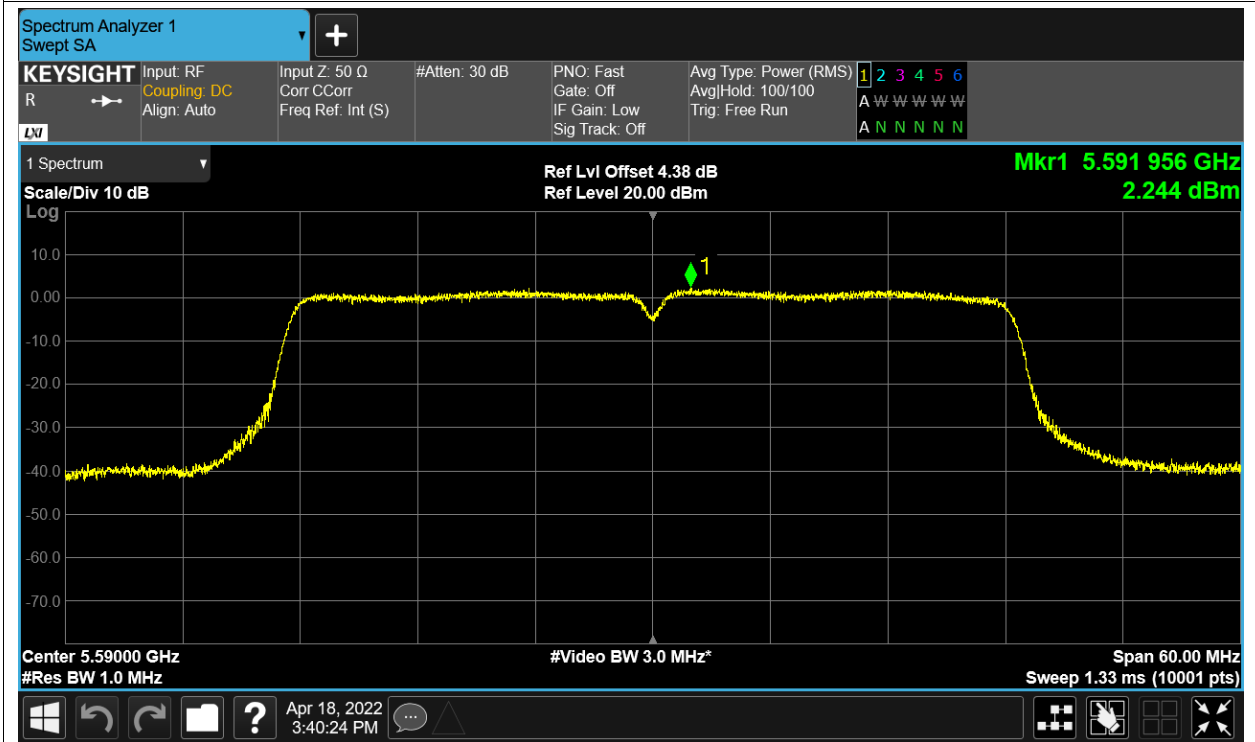 Spectrum Analyzer 1
Swept SA
+
KEYSIGHT
R
LXI
Input: RF
Coupling: DC
Align: Auto
Input Z: 50 Ω
Corr CCorr
Freq Ref: Int (S)
#Atten: 30 dB
PNO: Fast
Gate: Off
IF Gain: Low
Sig Track: Off
Avg Type: Power (RMS)
Avg|Hold: 100/100
Trig: Free Run
1 2 3 4 5 6
A W W W W W
A N N N N N
1 Spectrum
Scale/Div 10 dB
Log
Ref Lvl Offset 4.38 dB
Ref Level 20.00 dBm
Mkr1 5.591 956 GHz
2.244 dBm
10.0
0.00
-10.0
-20.0
-30.0
-40.0
-50.0
-60.0
-70.0
1
Center 5.59000 GHz
#Res BW 1.0 MHz
#Video BW 3.0 MHz*
Span 60.00 MHz
Sweep 1.33 ms (10001 pts)
?
Apr 18, 2022
3:40:24 PM